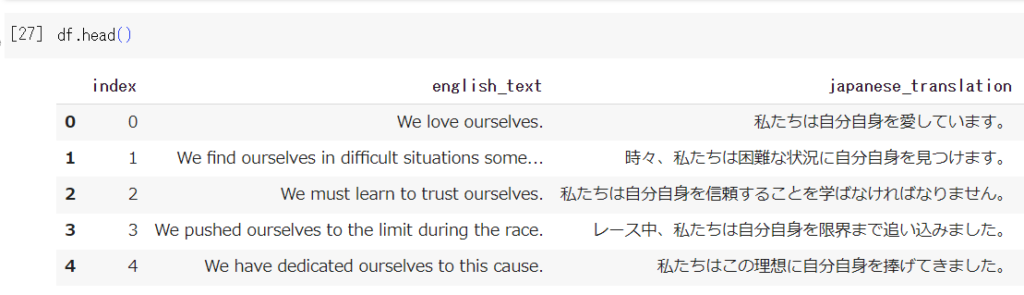 [27] df.head()
index english_text japanese_translation
0 0 We love ourselves. 私たちは自分自身を愛しています。
1 1 We find ourselves in difficult situations some... 時々、私たちは困難な状況に自分自身を見つけます。
2 2 We must learn to trust ourselves. 私たちは自分自身を信頼することを学ばなければなりません。
3 3 We pushed ourselves to the limit during the race. レース中、私たちは自分自身を限界まで追い込みました。
4 4 We have dedicated ourselves to this cause. 私たちはこの理想に自分自身を捧げてきました。